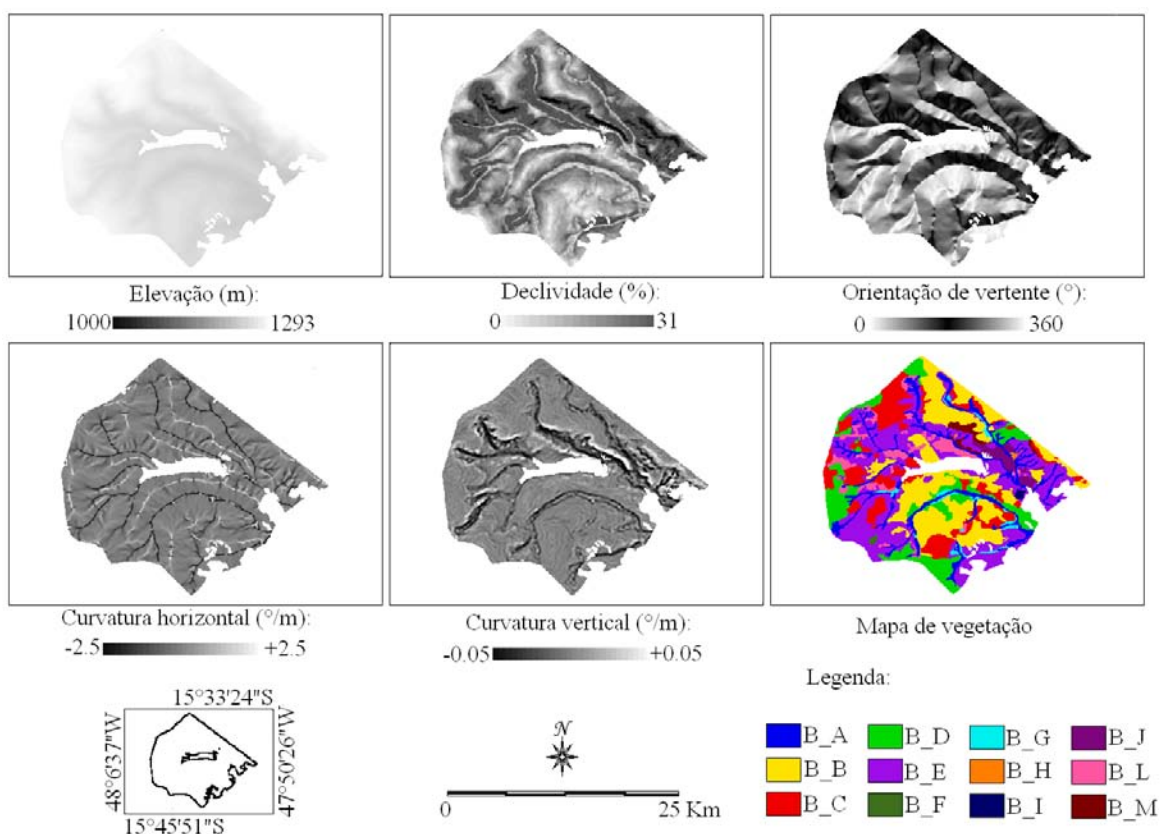 Elevação (m):
1000 1293
Declividade (%):
0 31
Orientação de vertente (°):
0 360
Curvatura horizontal (°/m):
-2.5 +2.5
Curvatura vertical (°/m):
-0.05 +0.05
Mapa de vegetação
15°33'24"S
48°6'37"W
47°50'26"W
15°45'51"S
N
0 25 Km
Legenda:
B_A B_D B_G B_J
B_B B_E B_H B_L
B_C B_F B_I B_M